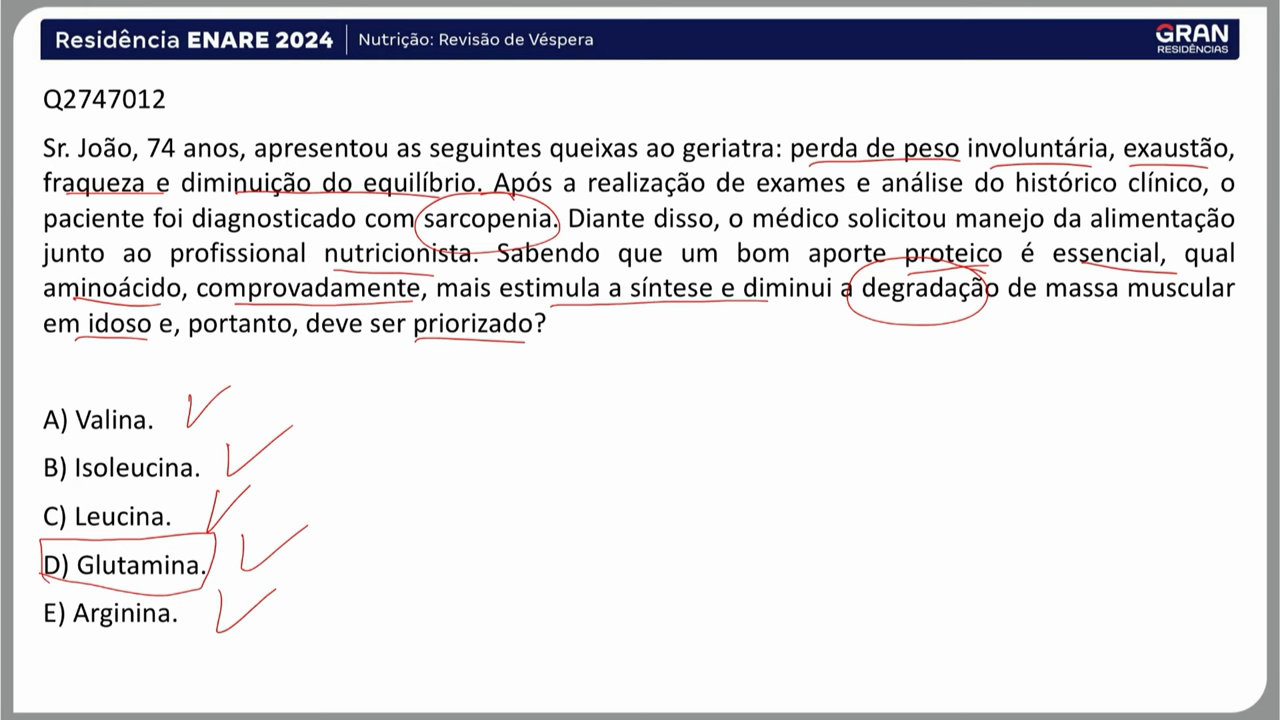 Residência ENARE 2024 | Nutrição: Revisão de Véspera
GRAN
RESIDÊNCIAS
Q2747012
Sr. João, 74 anos, apresentou as seguintes queixas ao geriatra: perda de peso involuntária, exaustão,
fraqueza e diminuição do equilíbrio. Após a realização de exames e análise do histórico clínico, o
paciente foi diagnosticado com sarcopenia. Diante disso, o médico solicitou manejo da alimentação
junto ao profissional nutricionista. Sabendo que um bom aporte proteico é essencial, qual
aminoácido, comprovadamente, mais estimula a síntese e diminui a degradação de massa muscular
em idoso e, portanto, deve ser priorizado?
A) Valina.
B) Isoleucina.
C) Leucina.
D) Glutamina.
E) Arginina.